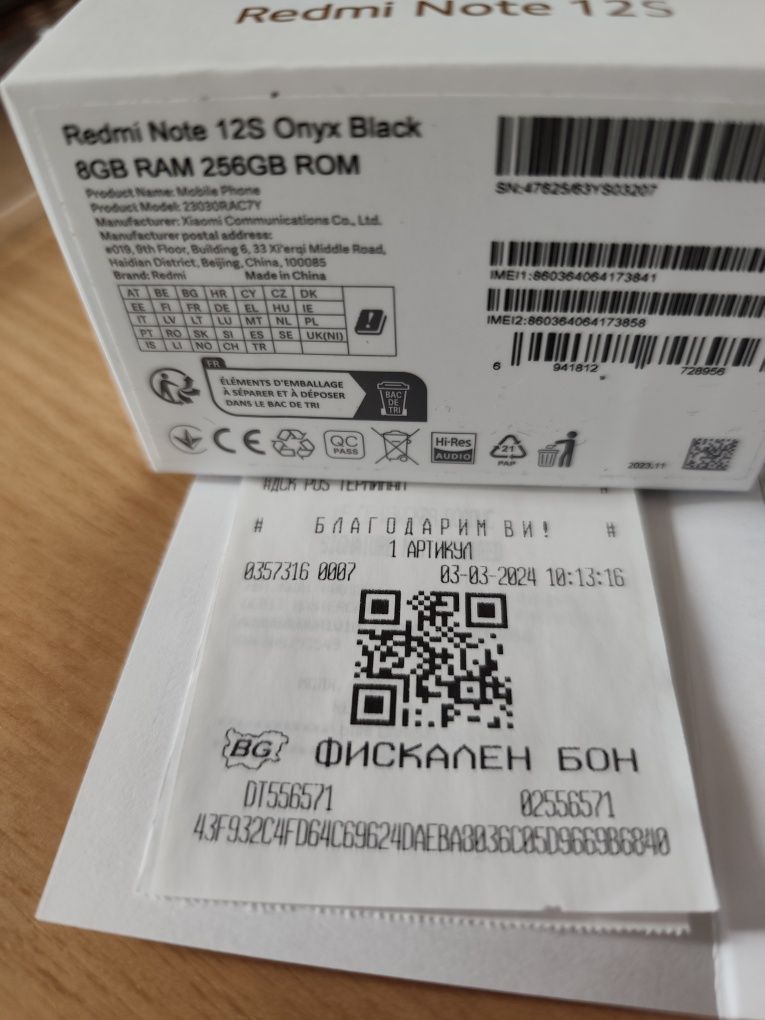 Redmi Note 12S
Redmi Note 12S Onyx Black
8GB RAM 256GB ROM
Product Name: Mobile Phone
Product Model: 23030RAC7Y
Manufacturer: Xiaomi Communications Co., Ltd.
Manufacturer postal address:
#019, 9th Floor, Building 6, 33 Xi'erqi Middle Road,
Haidian District, Beijing, China, 100085
Brand: Redmi Made in China
AT BE BG HR CY CZ DK
EE FI FR DE EL HU IE
IT LV LT LU MT NL PL
PT RO SK SI ES SE UK(NI)
IS LI NO CH TR
FR
ÉLÉMENTS D'EMBALLAGE
À SÉPARER ET À DÉPOSER
DANS LE BAC DE TRI
BAC
DE
TRI
CE
QC
PASS
Hi-Res
AUDIO
21
PAP
2023.11
SN:47625/63YS03207
IMEI1:860364064173841
IMEI2:860364064173858
6 941812 728956
#ДСК POS ТЕРМИНАЛ #
# БЛАГОДАРИМ ВИ! #
1 АРТИКУЛ
0357316 0007 03-03-2024 10:13:16
BG ФИСКАЛЕН БОН
DT556571 02556571
43F932C4FD64C69624DAEBA3036C05D9669B6840